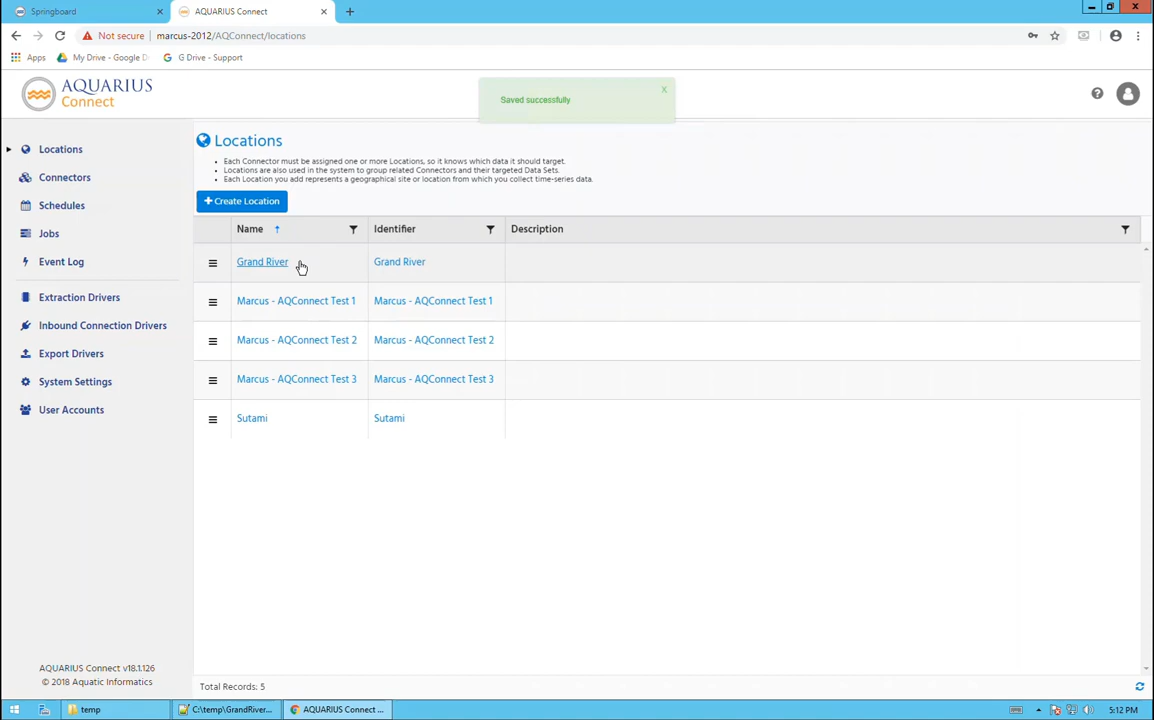 Springboard
AQUARIUS Connect
Not secure
marcus-2012/AQConnect/locations
Apps
My Drive - Google D
G Drive - Support
AQUARIUS
Connect
Saved successfully
X
Locations
Connectors
Schedules
Jobs
Event Log
Extraction Drivers
Inbound Connection Drivers
Export Drivers
System Settings
User Accounts
AQUARIUS Connect v18.1.126
© 2018 Aquatic Informatics
Locations
Each Connector must be assigned one or more Locations, so it knows which data it should target.
Locations are also used in the system to group related Connectors and their targeted Data Sets.
Each Location you add represents a geographical site or location from which you collect time-series data.
Create Location
Name Identifier Description
Grand River Grand River
Marcus - AQConnect Test 1 Marcus - AQConnect Test 1
Marcus - AQConnect Test 2 Marcus - AQConnect Test 2
Marcus - AQConnect Test 3 Marcus - AQConnect Test 3
Sutami Sutami
Total Records: 5
temp
C:\temp\GrandRiver...
AQUARIUS Connect ...
5:12 PM